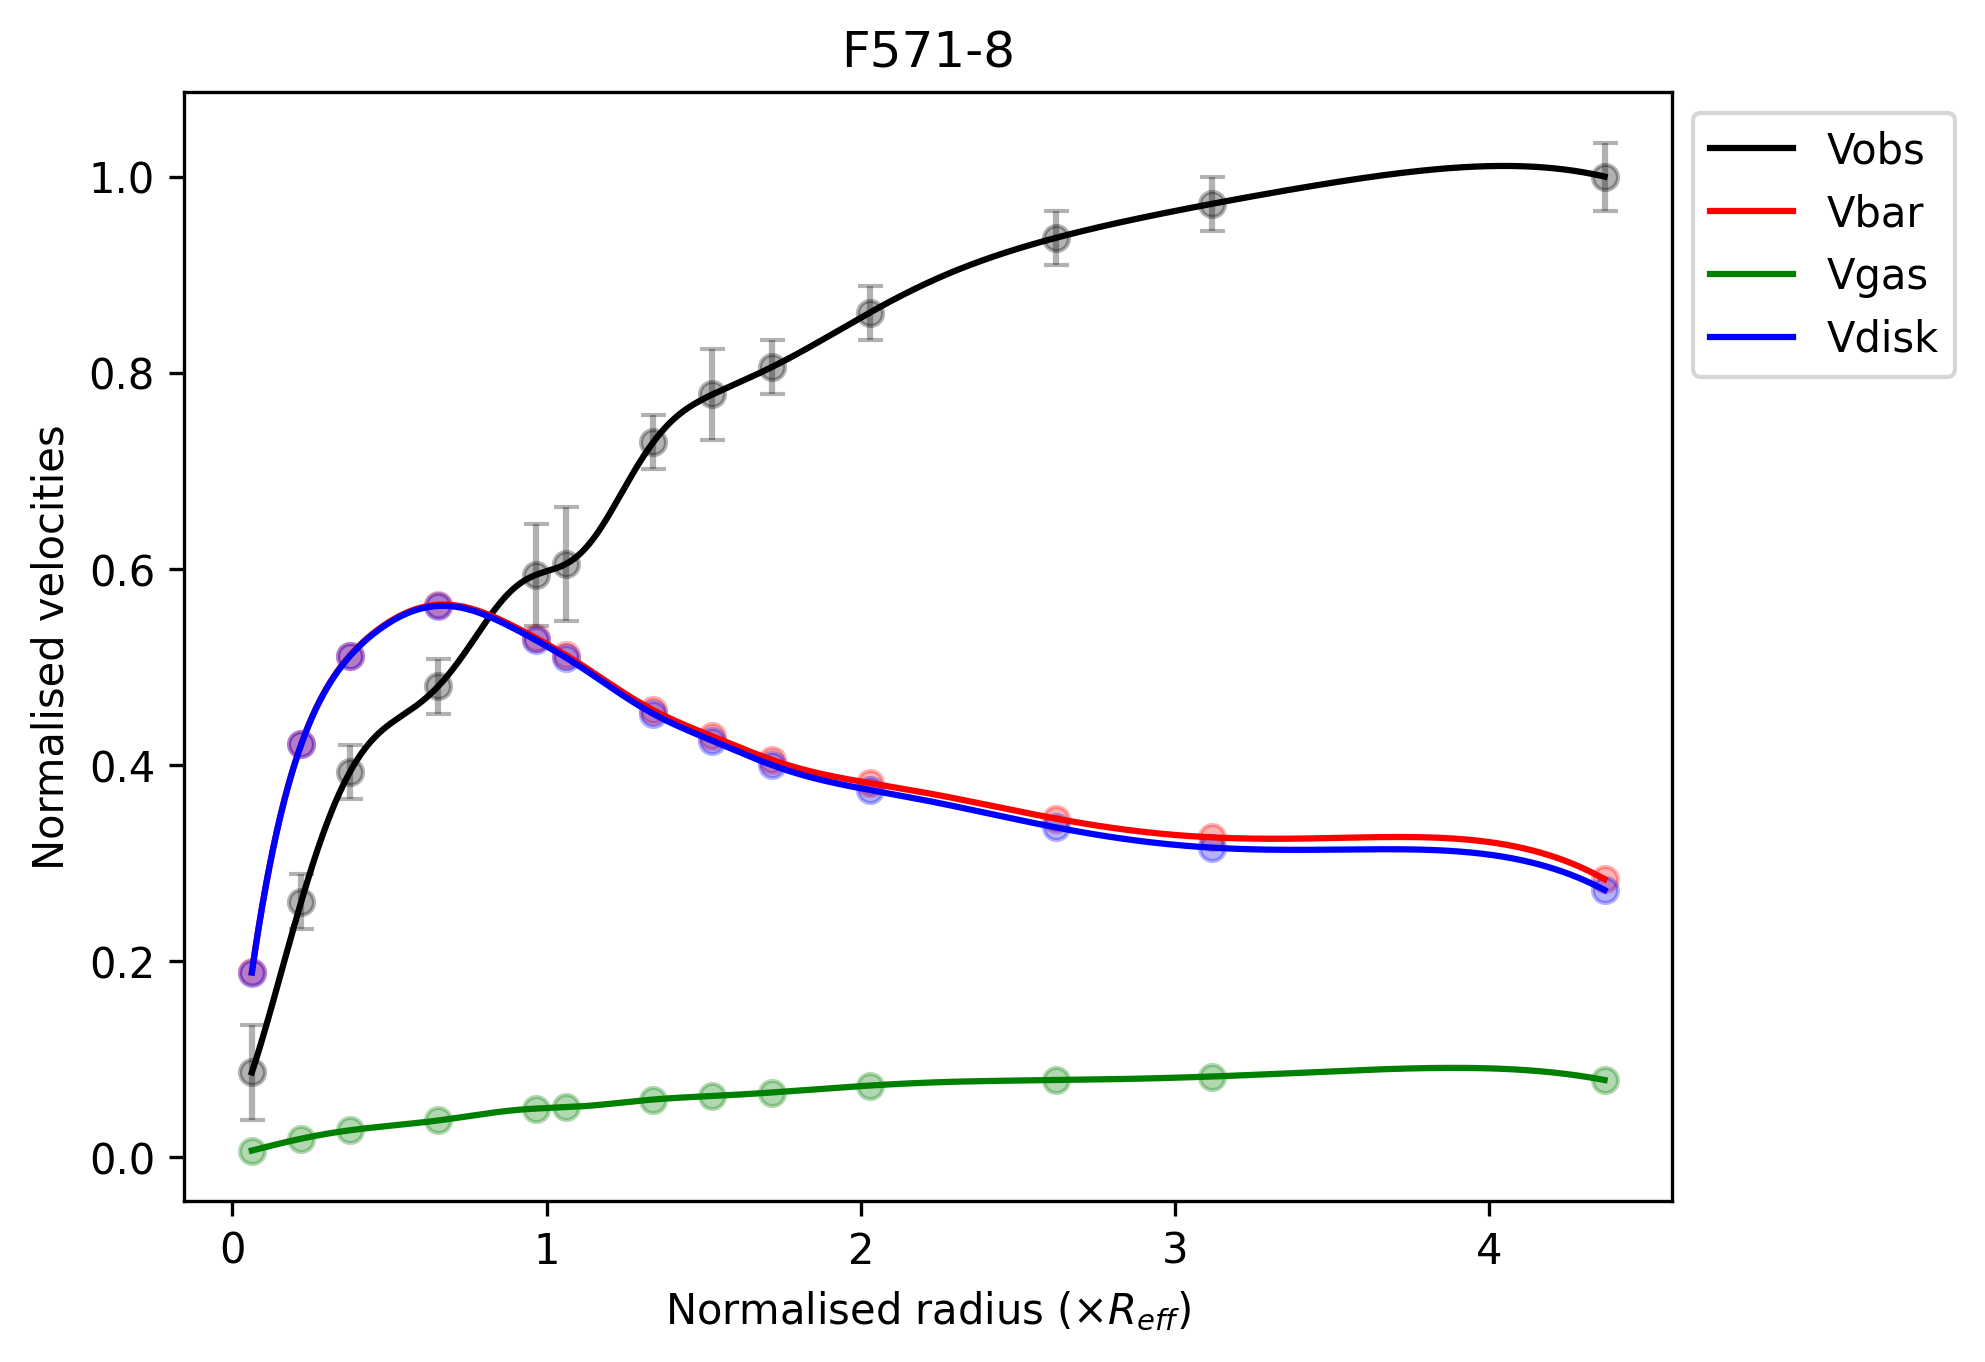 F571-8
Normalised velocities
1.0
0.8
0.6
0.4
0.2
0.0
0 1 2 3 4
Normalised radius (×R_eff)
Vobs
Vbar
Vgas
Vdisk